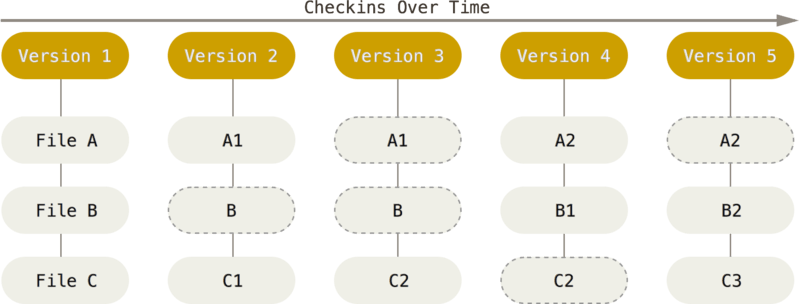 Checkins Over Time
Version 1 Version 2 Version 3 Version 4 Version 5
File A A1 A1 A2 A2
File B B B B1 B2
File C C1 C2 C2 C3